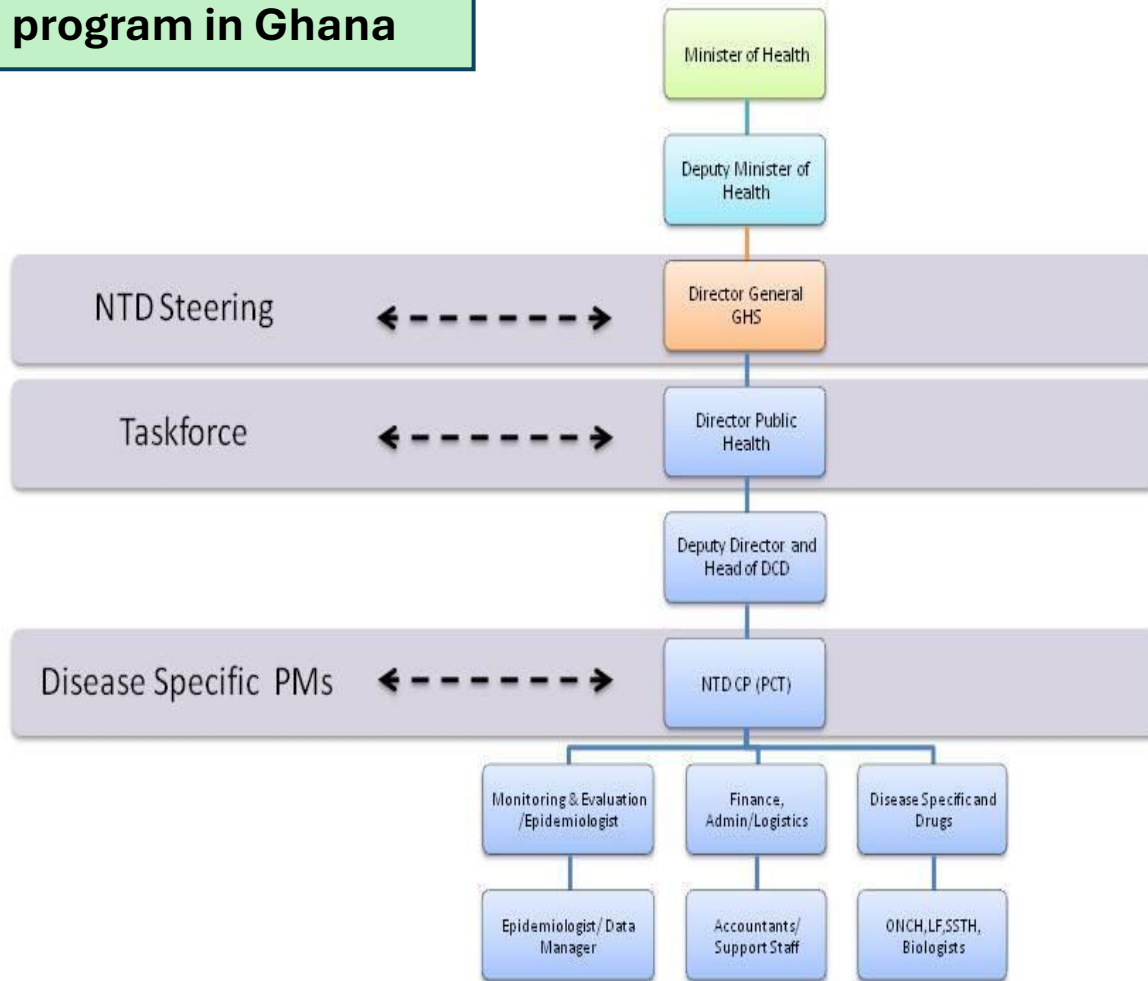 program in Ghana
Minister of Health
Deputy Minister of
Health
NTD Steering
Director General
GHS
Taskforce
Director Public
Health
Deputy Director and
Head of DCD
Disease Specific PMs
NTD CP (PCT)
Monitoring & Evaluation
/Epidemiologist
Finance,
Admin/Logistics
Disease Specific and
Drugs
Epidemiologist/ Data
Manager
Accountants/
Support Staff
ONCH,LF,SSTH,
Biologists